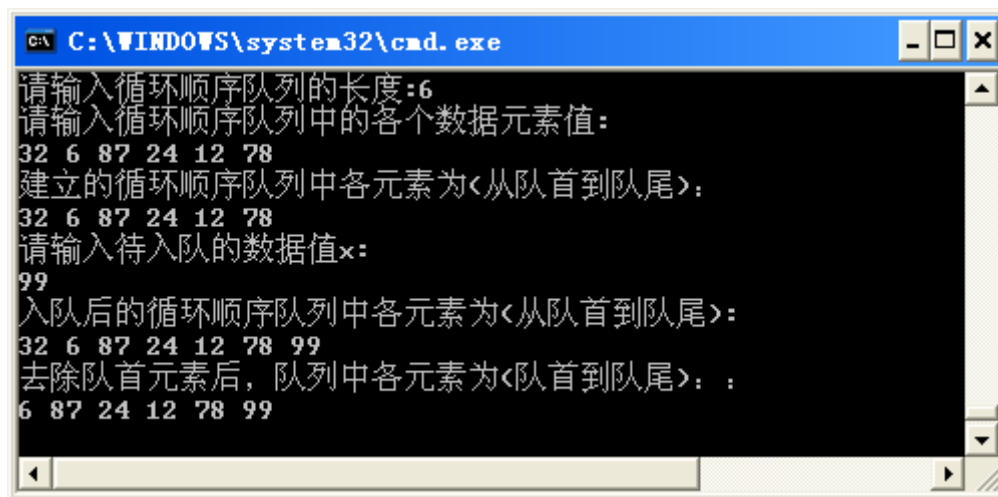 C:\WINDOWS\system32\cmd.exe
请输入循环顺序队列的长度:6
请输入循环顺序队列中的各个数据元素值:
32 6 87 24 12 78
建立的循环顺序队列中各元素为<从队首到队尾>:
32 6 87 24 12 78
请输入待入队的数据值x:
99
入队后的循环顺序队列中各元素为<从队首到队尾>:
32 6 87 24 12 78 99
去除队首元素后，队列中各元素为<队首到队尾>：:
6 87 24 12 78 99